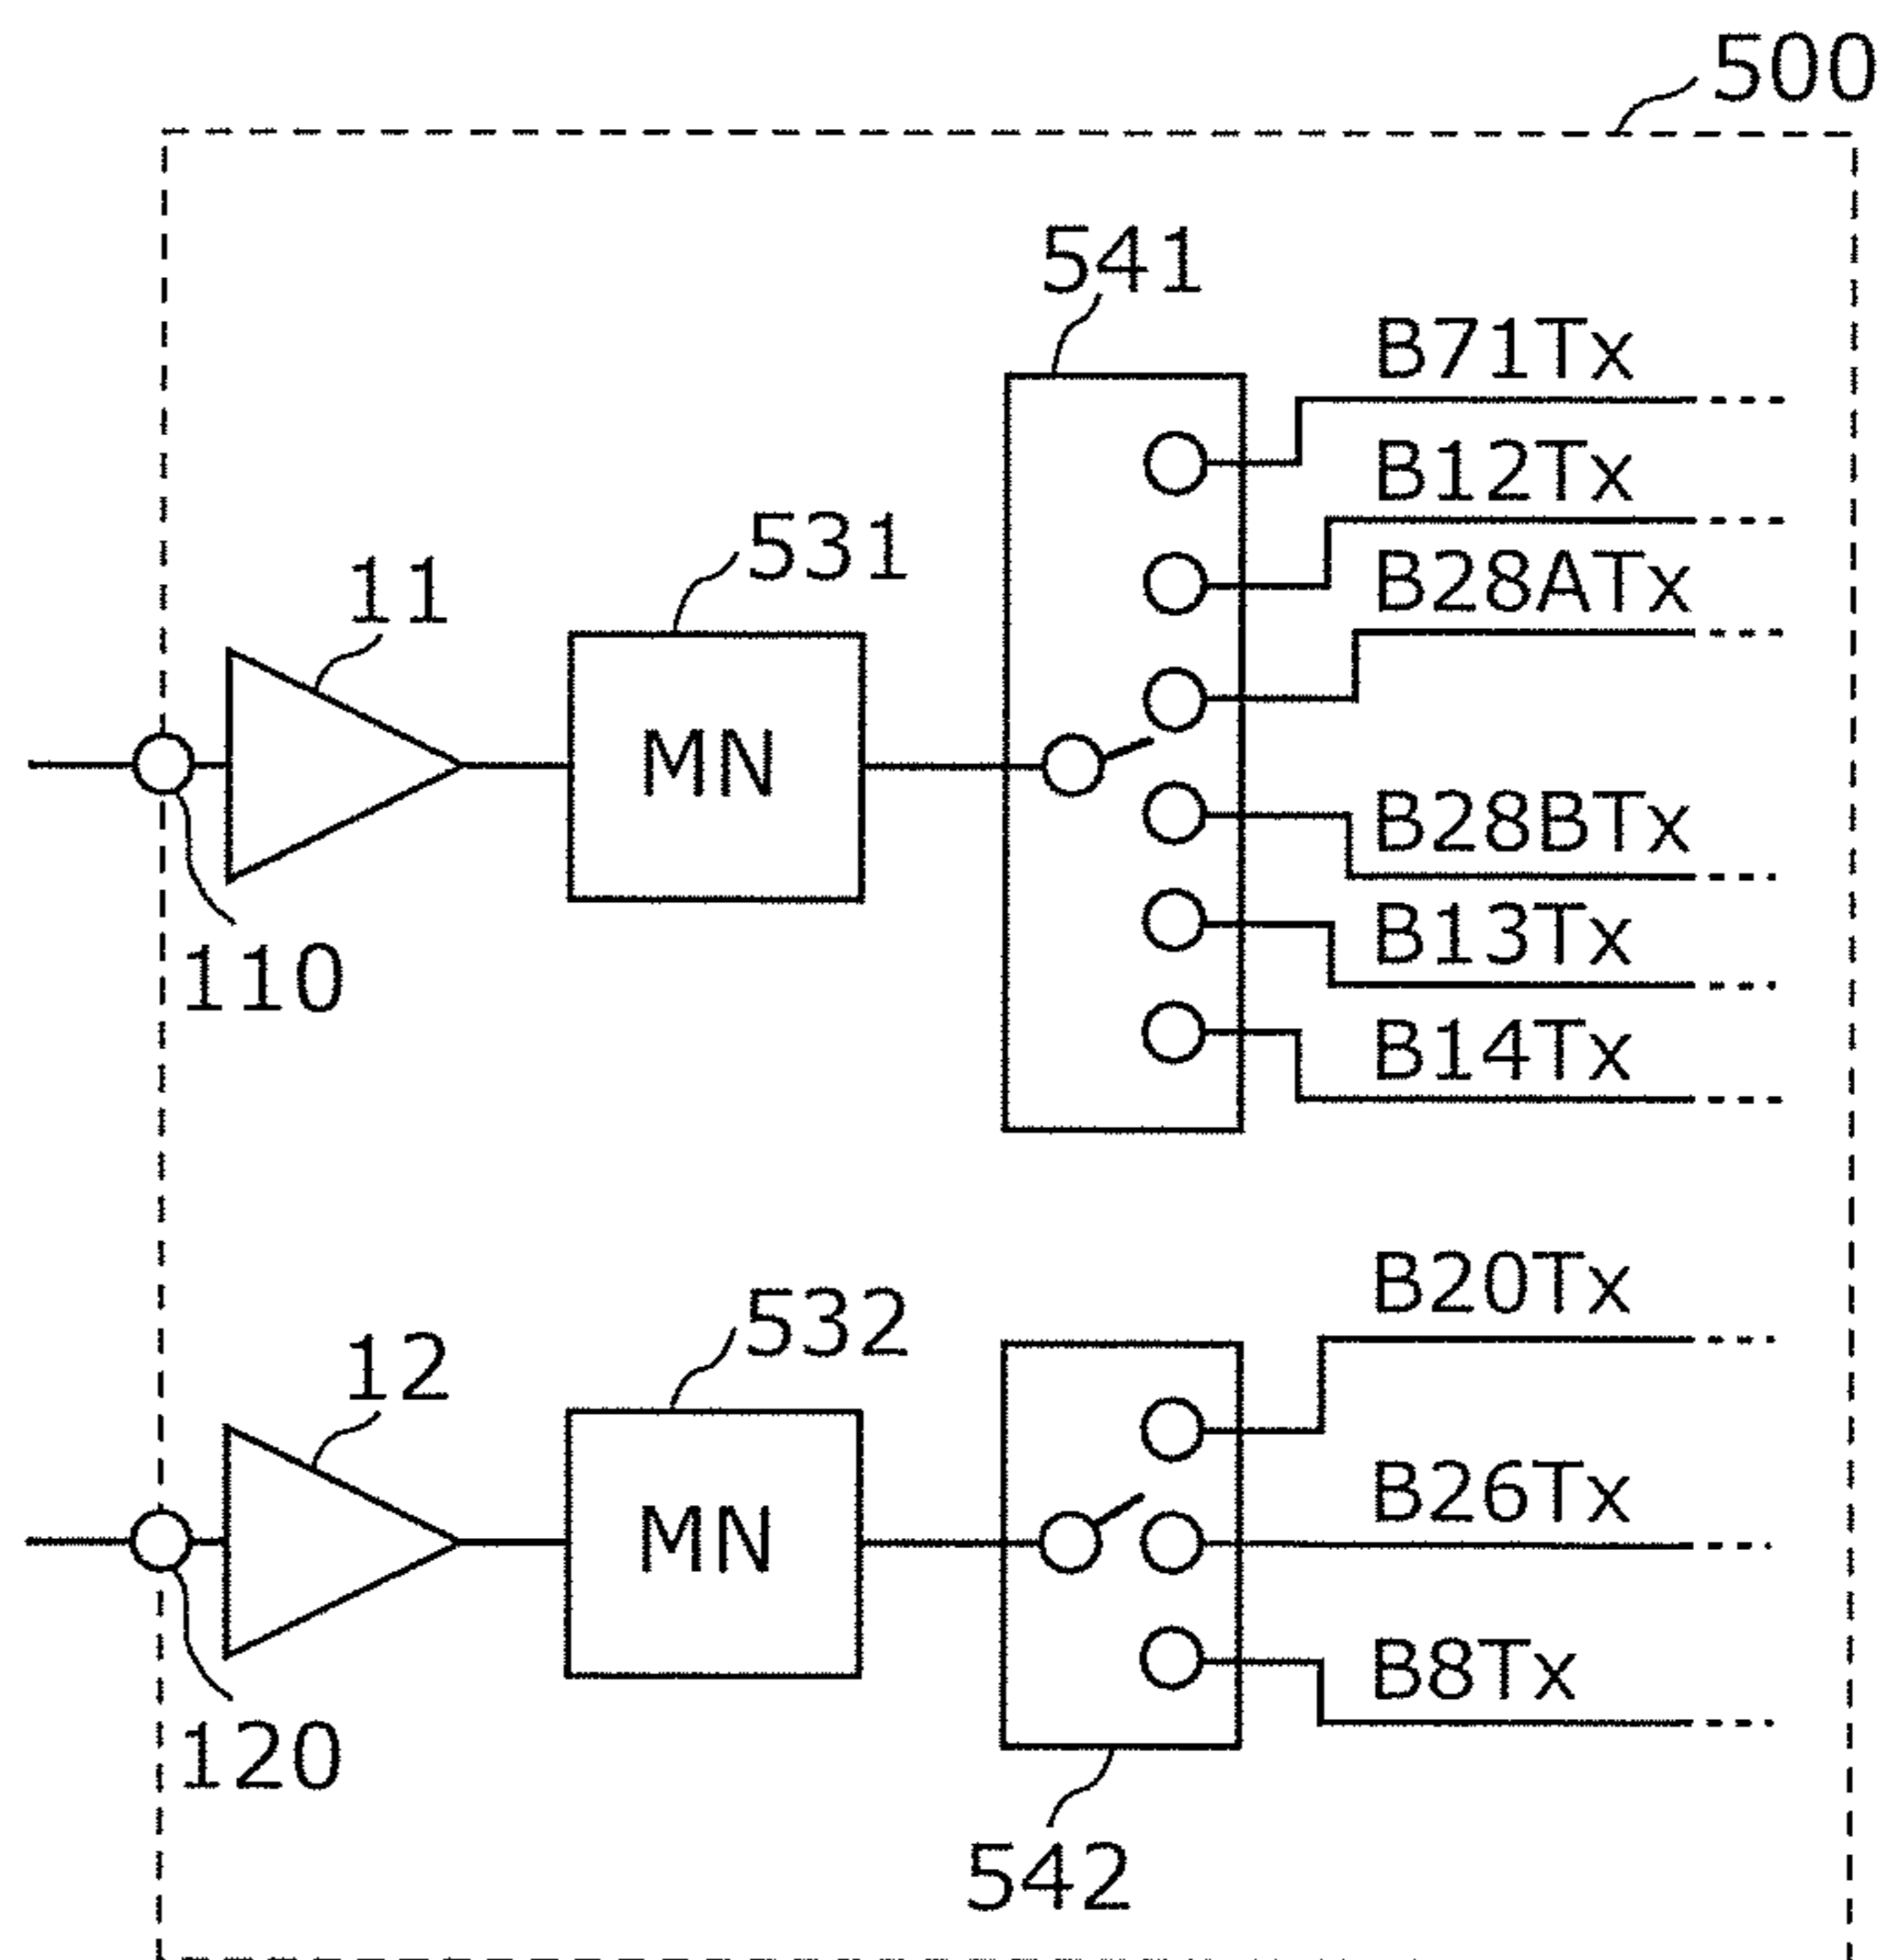 500
541
B71Tx
B12Tx
531
B28ATx
11
MN
B28BTx
B13Tx
110
B14Tx
B20Tx
532
12
B26Tx
MN
B8Tx
120
542